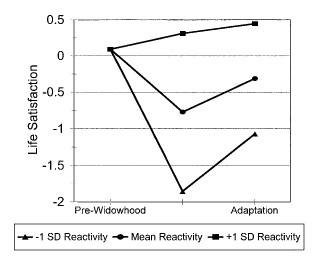 0.5
0
-0.5
-1
-1.5
-2
Life Satisfaction
Pre-Widowhood Adaptation
-1 SD Reactivity Mean Reactivity +1 SD Reactivity